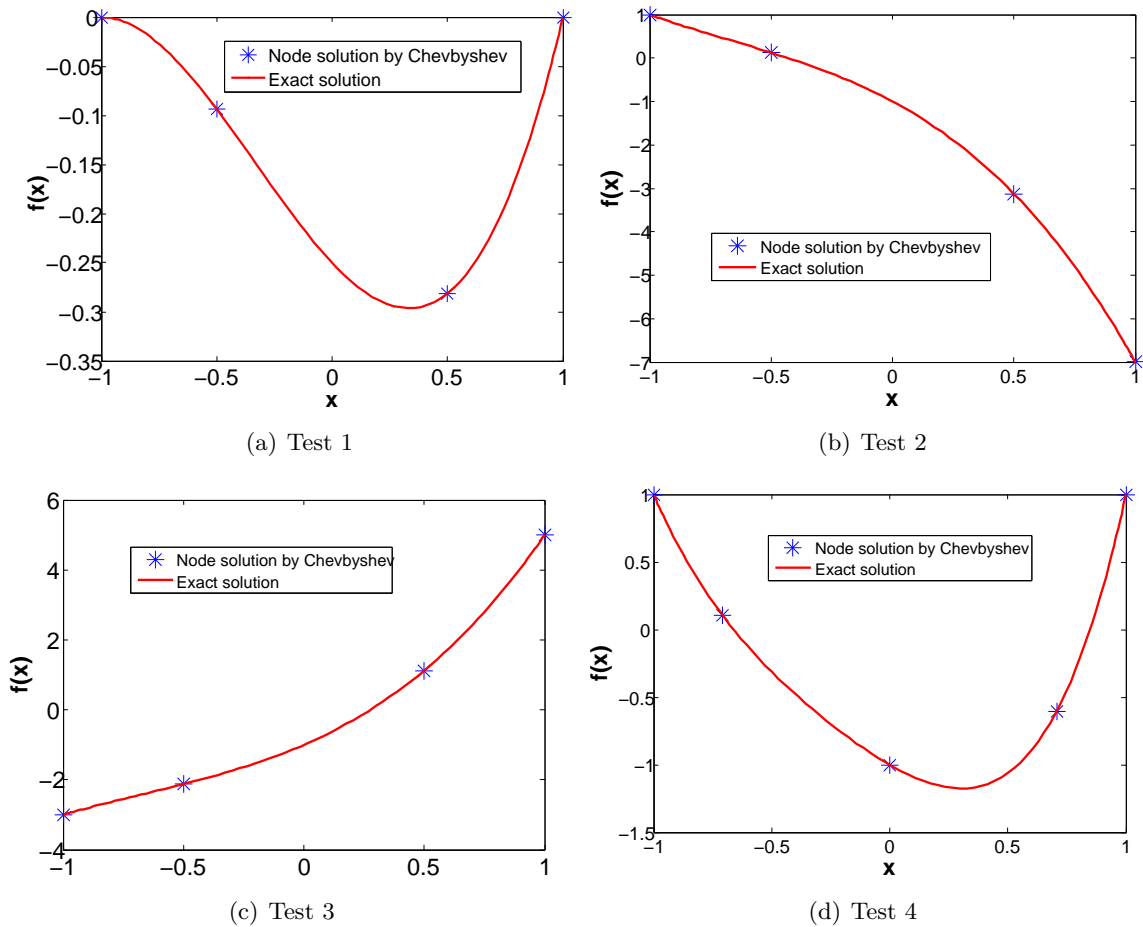 0
−0.05
−0.1
−0.15
−0.2
−0.25
−0.3
−0.35
−1
−0.5
0
0.5
1
f(x)
x
Node solution by Chevbyshev
Exact solution
(a) Test 1
1
0
−1
−2
−3
−4
−5
−6
−7
−1
−0.5
0
0.5
1
f(x)
x
Node solution by Chevbyshev
Exact solution
(b) Test 2
6
4
2
0
−2
−4
−1
−0.5
0
0.5
1
f(x)
Node solution by Chevbyshev
Exact solution
(c) Test 3
1
0.5
0
−0.5
−1
−1.5
−1
−0.5
0
0.5
1
f(x)
x
Node solution by Chevbyshev
Exact solution
(d) Test 4